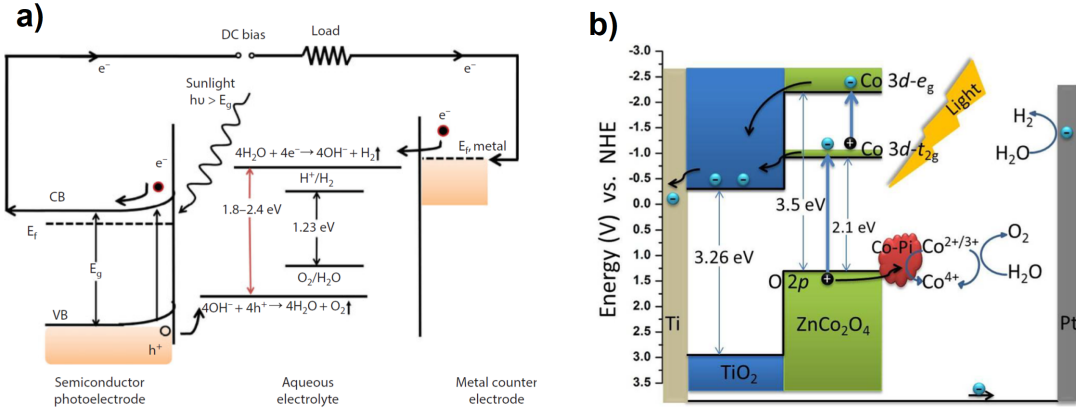 a)
DC bias
Load
e⁻
e⁻
Sunlight
hυ > Eg
e⁻
e⁻
4H₂O + 4e⁻→ 4OH⁻ + H₂
Ef, metal
H⁺/H₂
CB
1.8–2.4 eV
1.23 eV
Ef
Eg
O₂/H₂O
VB
4OH⁻ + 4h⁺→ 4H₂O + O₂
h⁺
Semiconductor
photoelectrode
Aqueous
electrolyte
Metal counter
electrode
b)
Energy (V) vs. NHE
-3.0
-2.5
-2.0
-1.5
-1.0
-0.5
0.0
0.5
1.0
1.5
2.0
2.5
3.0
3.5
Co 3d-eg
Co 3d-t2g
Light
H₂
H₂O
3.5 eV
2.1 eV
3.26 eV
O 2p
Co-Pi
Co²⁺/³⁺
Co⁴⁺
O₂
H₂O
Ti
TiO₂
ZnCo₂O₄
Pt